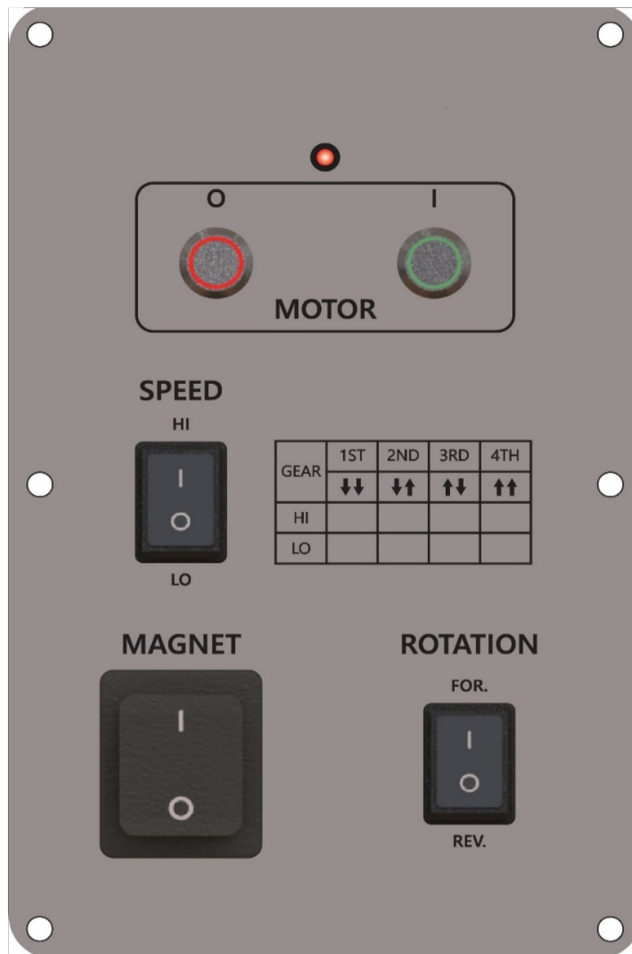 O I
MOTOR
SPEED
HI
I
O
LO
GEAR 1ST 2ND 3RD 4TH
↓↓ ↓↑ ↑↓ ↑↑
HI
LO
MAGNET
I
O
ROTATION
FOR.
I
O
REV.